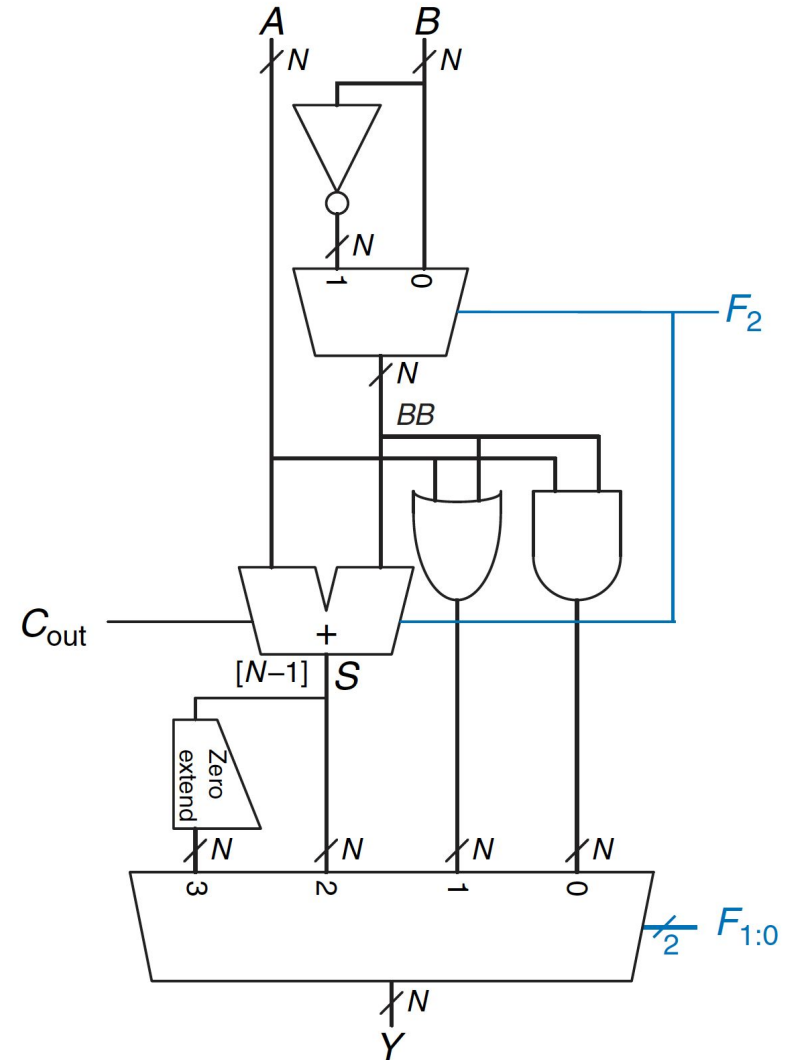 A B
N N
N
1 0
F2
N
BB
Cout
+
[N–1] S
Zero
extend
N N N N
3 2 1 0
2 F1:0
N
Y